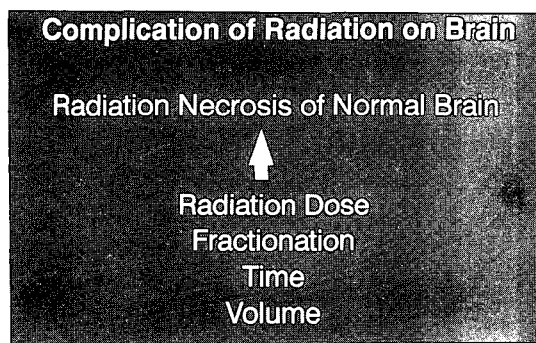 Complication of Radiation on Brain
Radiation Necrosis of Normal Brain
Radiation Dose
Fractionation
Time
Volume